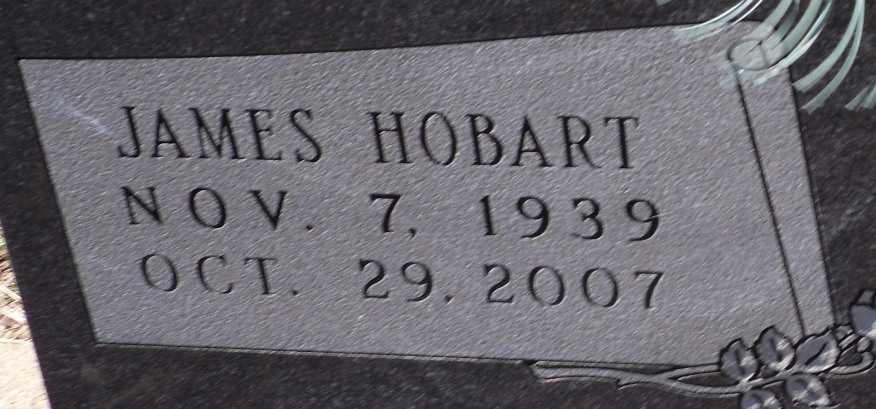 JAMES HOBART
NOV. 7, 1939
OCT. 29, 2007